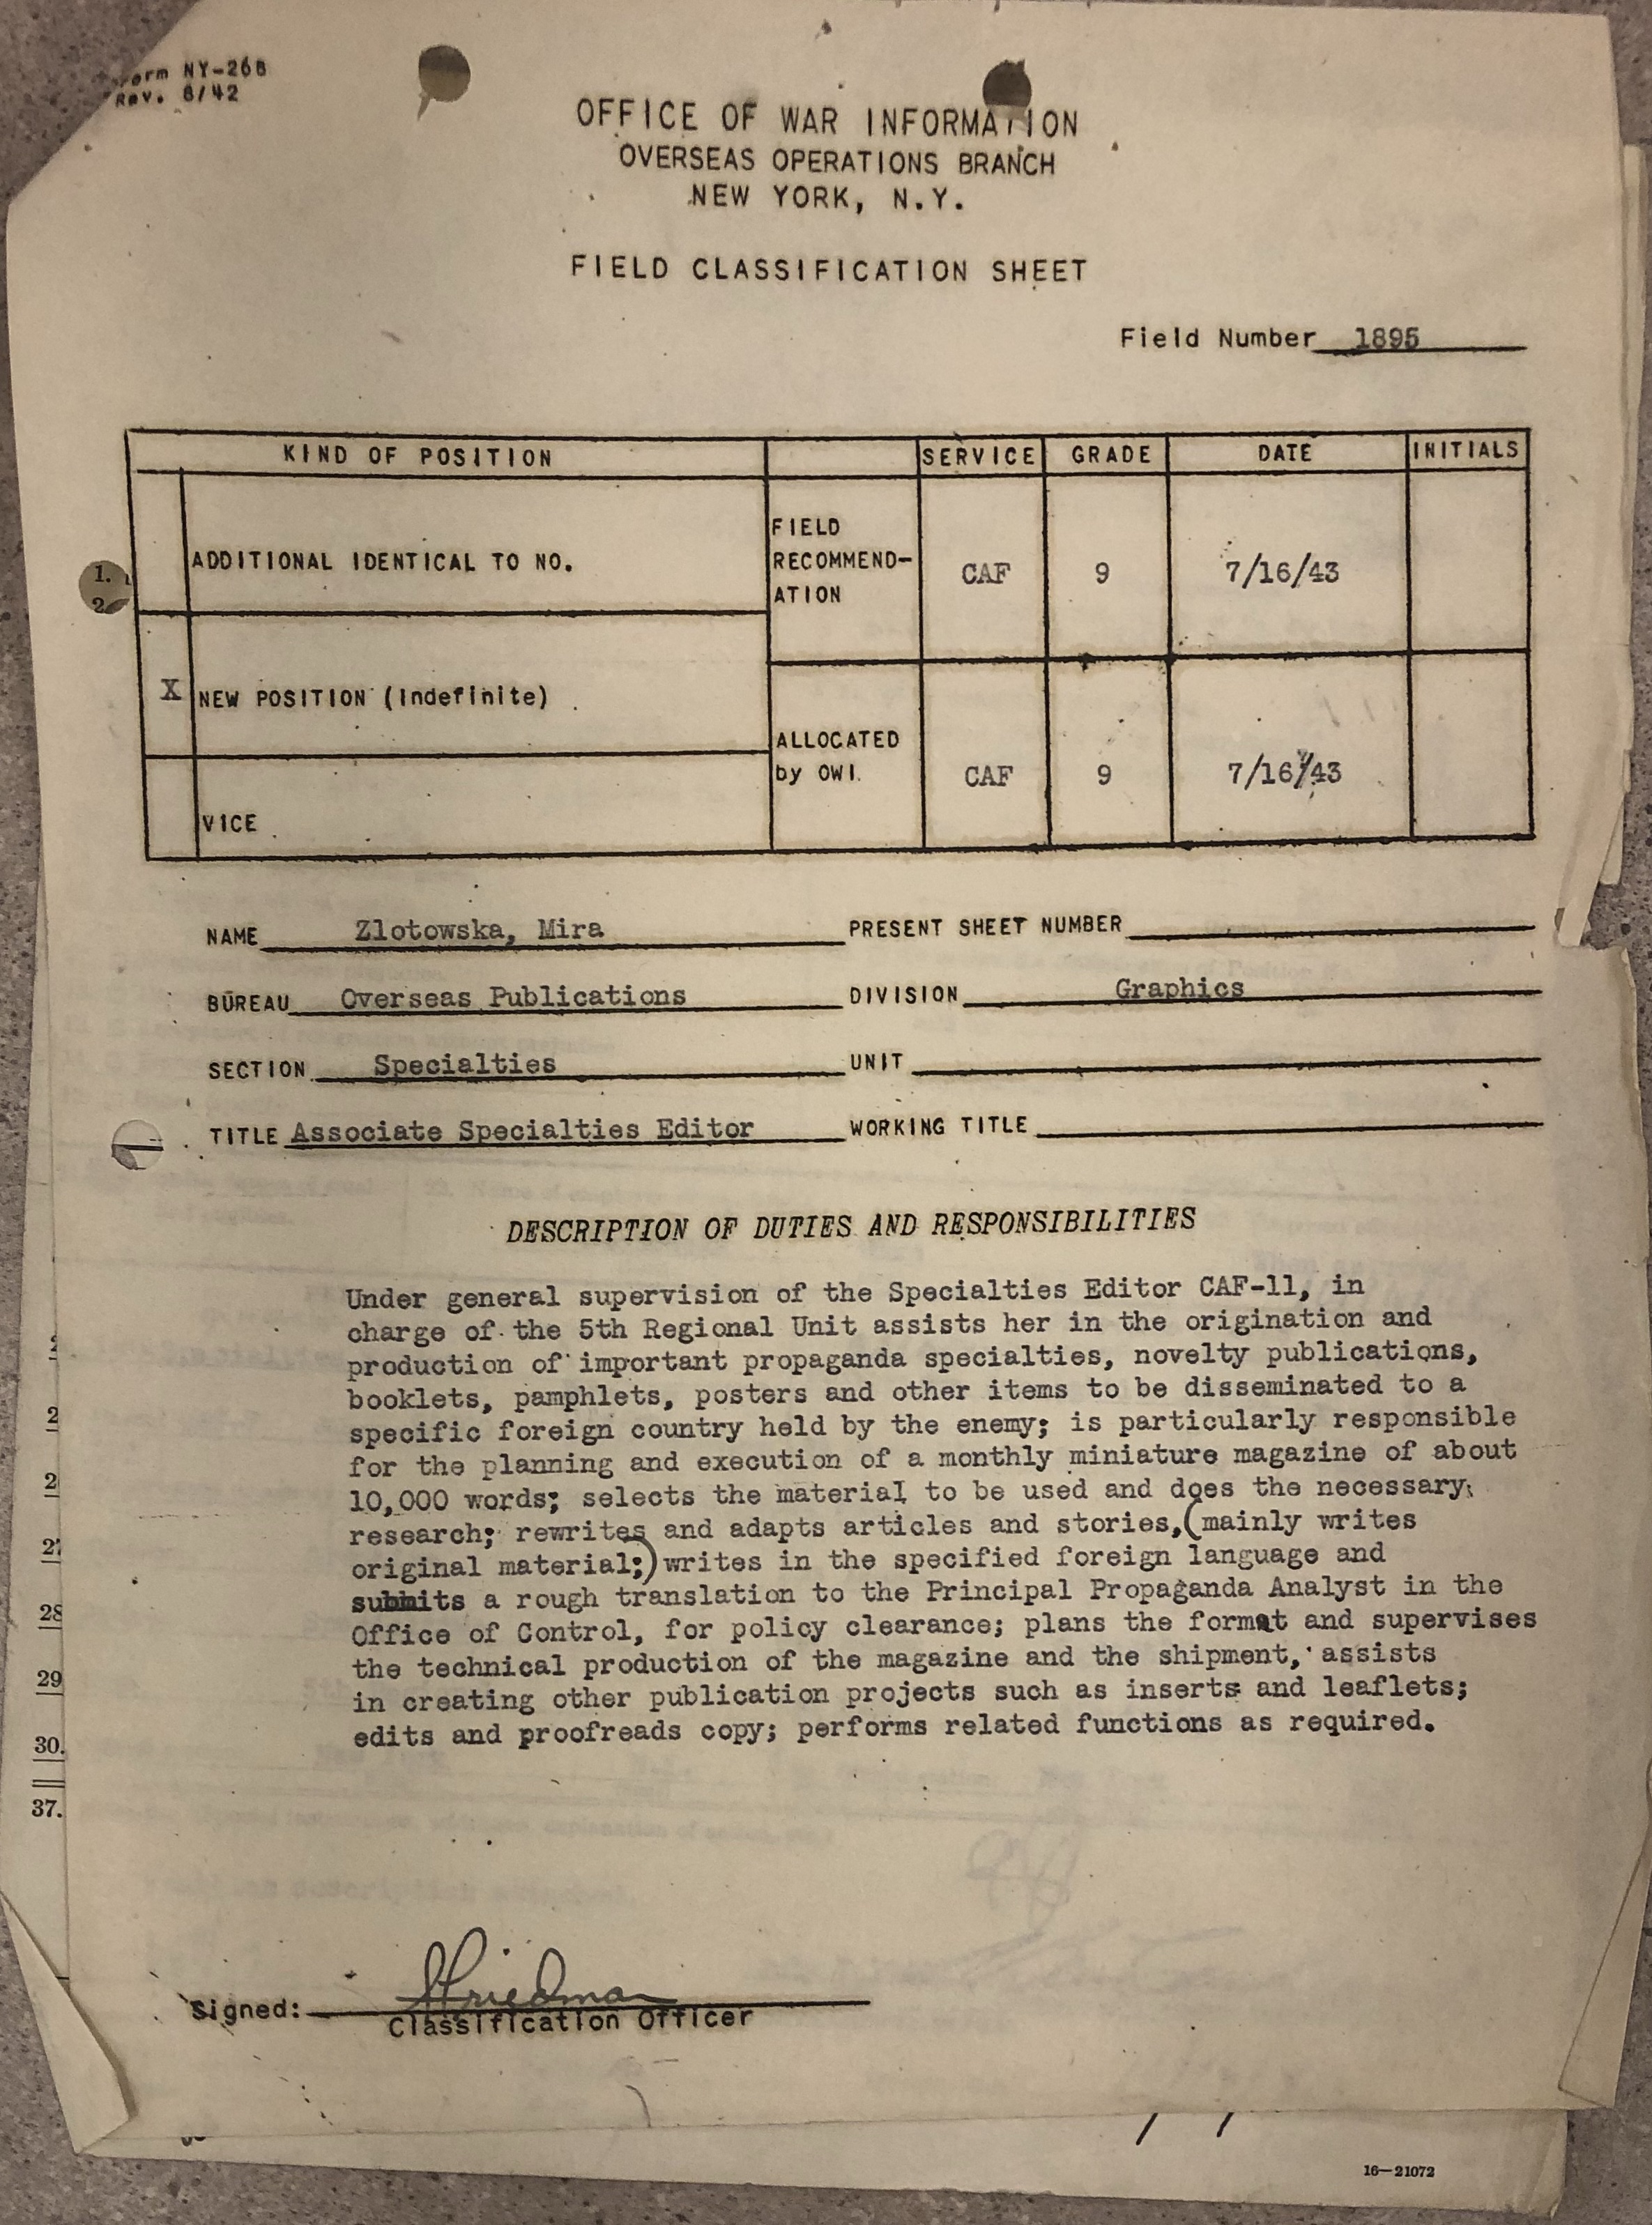 Form NY-268
Rev. 8/42
OFFICE OF WAR INFORMATION
OVERSEAS OPERATIONS BRANCH
NEW YORK, N.Y.
FIELD CLASSIFICATION SHEET
Field Number 1895
KIND OF POSITION SERVICE GRADE DATE INITIALS
ADDITIONAL IDENTICAL TO NO.
FIELD
RECOMMEND-
ATION
CAF 9 7/16/43
X NEW POSITION (Indefinite)
ALLOCATED
by OWI.
CAF 9 7/16/43
VICE
1.
2.
NAME Zlotowska, Mira PRESENT SHEET NUMBER
BUREAU Overseas Publications DIVISION Graphics
SECTION Specialties UNIT
TITLE Associate Specialties Editor WORKING TITLE
DESCRIPTION OF DUTIES AND RESPONSIBILITIES
Under general supervision of the Specialties Editor CAF-11, in
charge of the 5th Regional Unit assists her in the origination and
production of important propaganda specialties, novelty publications,
booklets, pamphlets, posters and other items to be disseminated to a
specific foreign country held by the enemy; is particularly responsible
for the planning and execution of a monthly miniature magazine of about
10,000 words; selects the material to be used and does the necessary
research; rewrites and adapts articles and stories, (mainly writes
original material;) writes in the specified foreign language and
submits a rough translation to the Principal Propaganda Analyst in the
Office of Control, for policy clearance; plans the format and supervises
the technical production of the magazine and the shipment, assists
in creating other publication projects such as inserts and leaflets;
edits and proofreads copy; performs related functions as required.
28
29
30.
37.
Signed: Friedman
Classification Officer
16—21072